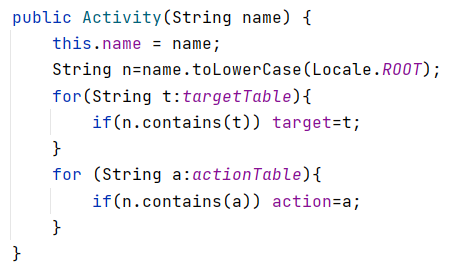 public Activity(String name) {
    this.name = name;
    String n=name.toLowerCase(Locale.ROOT);
    for(String t:targetTable){
        if(n.contains(t)) target=t;
    }
    for (String a:actionTable){
        if(n.contains(a)) action=a;
    }
}